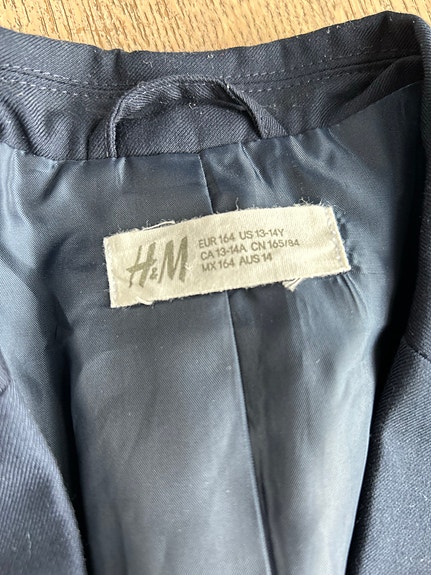 H&M
EUR 164 US 13-14Y
CA 13-14A CN 165/84
MX 164 AUS 14